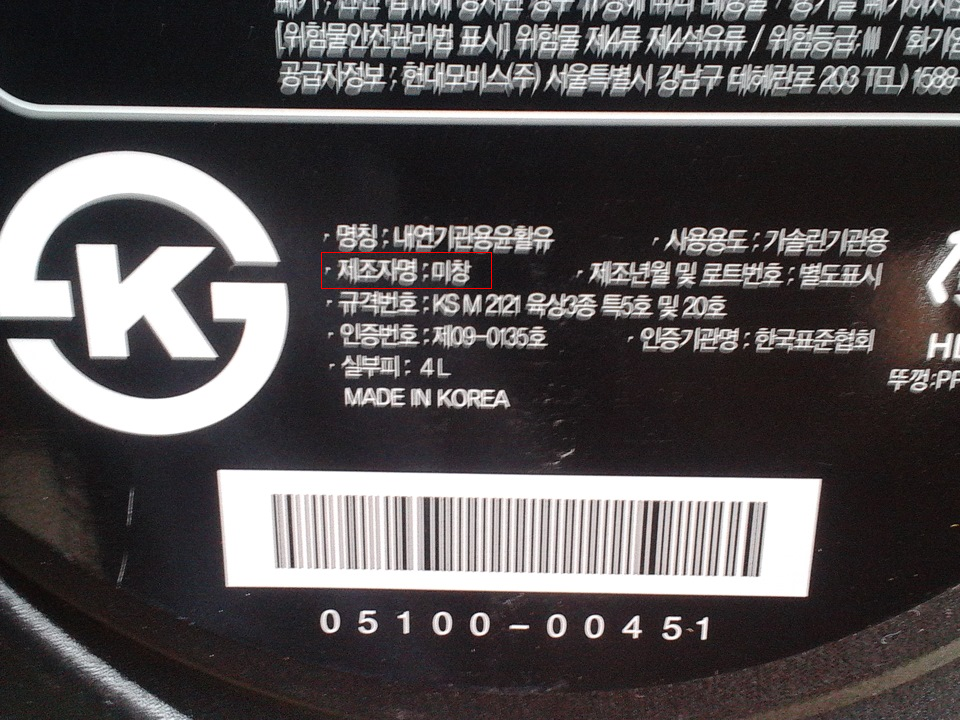 [위험물안전관리법 표시] 위험물 제4류 제4석유류 / 위험등급: III / 화기엄
공급자정보 : 현대모비스(주) 서울특별시 강남구 테헤란로 203 TEL) 1588-
K
· 명칭 : 내연기관용윤활유 · 사용용도 : 가솔린기관용
· 제조자명 : 미창 · 제조년월 및 로트번호 : 별도표시
· 규격번호 : KS M 2121 육상3종 특5호 및 20호
· 인증번호 : 제09-0135호 · 인증기관명 : 한국표준협회
· 실부피 : 4 L
MADE IN KOREA
뚜껑:PP
05100-00451